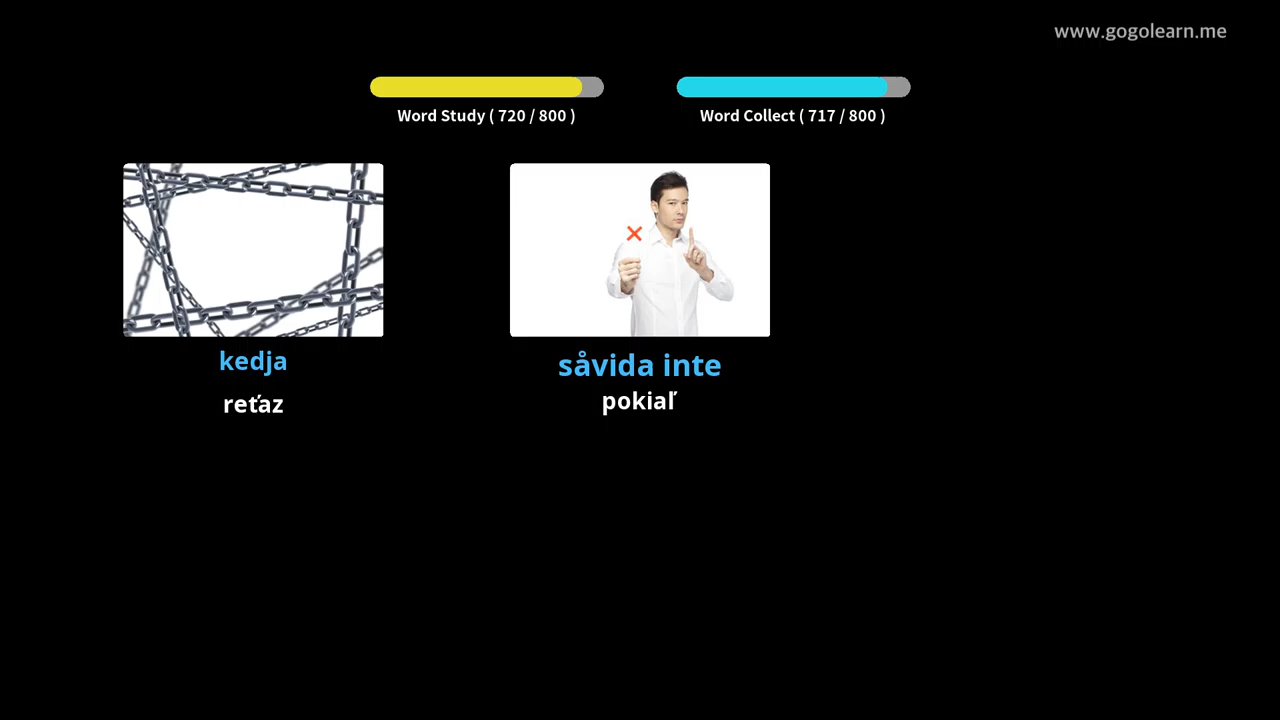 www.gogolearn.me
Word Study ( 720 / 800 )
Word Collect ( 717 / 800 )
kedja
reťaz
såvida inte
pokiaľ